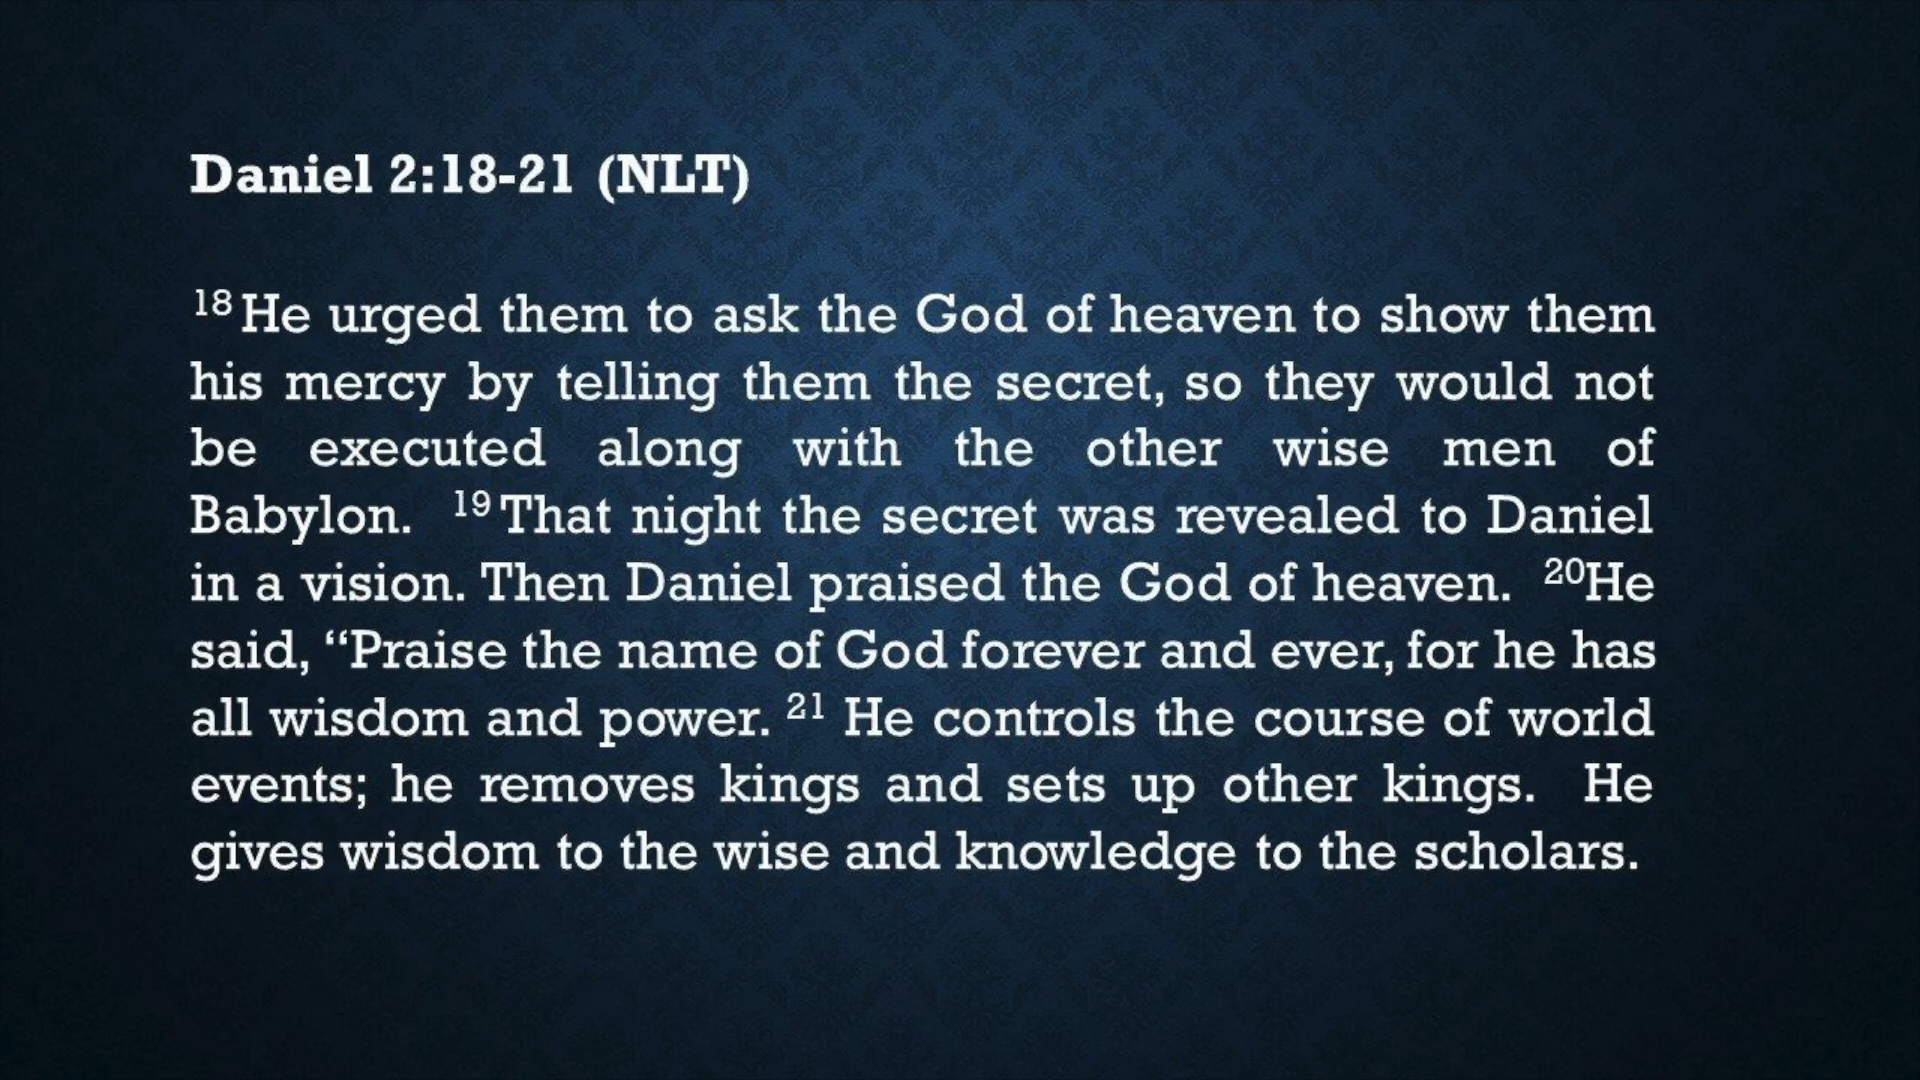 Daniel 2:18-21 (NLT)
18 He urged them to ask the God of heaven to show them
his mercy by telling them the secret, so they would not
be executed along with the other wise men of
Babylon. 19 That night the secret was revealed to Daniel
in a vision. Then Daniel praised the God of heaven. 20He
said, “Praise the name of God forever and ever, for he has
all wisdom and power. 21 He controls the course of world
events; he removes kings and sets up other kings. He
gives wisdom to the wise and knowledge to the scholars.